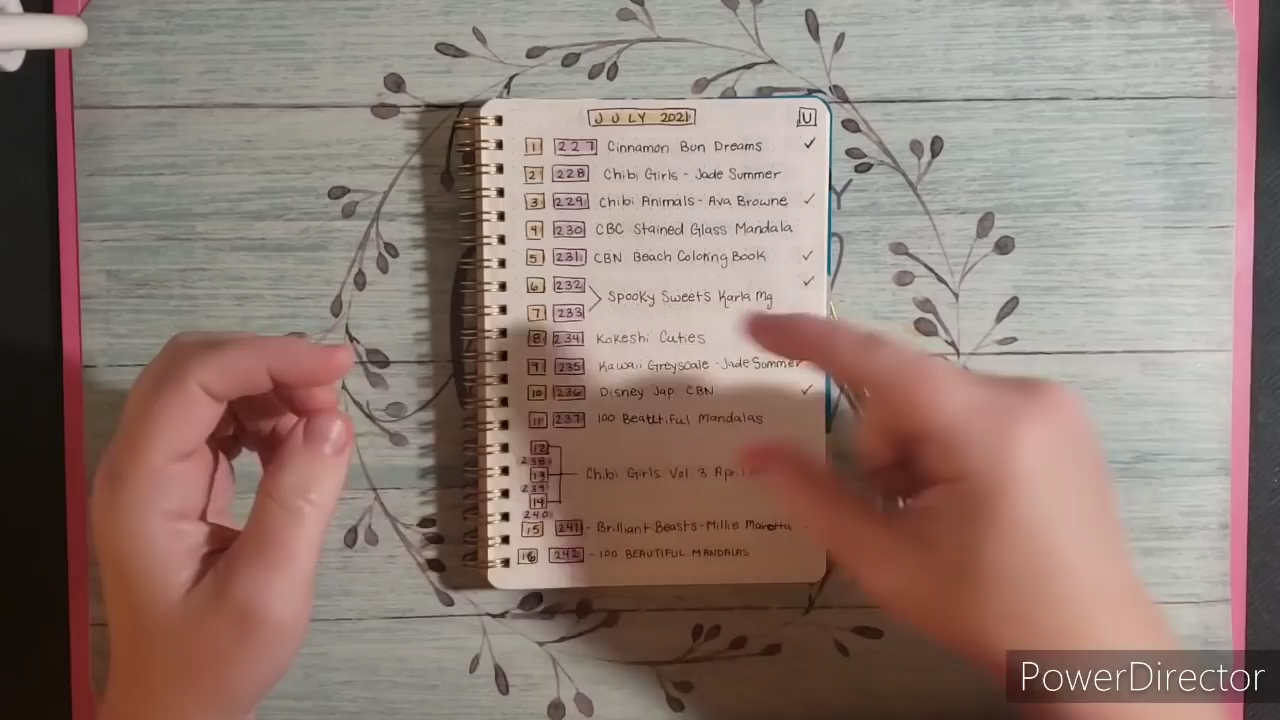 JULY 2021 U
1 227 Cinnamon Bun Dreams ✓
2 228 Chibi Girls - Jade Summer
3 229 Chibi Animals - Ava Browne ✓
4 230 CBC Stained Glass Mandala
5 231 CBN Beach Coloring Book ✓
6 232 ✓
Spooky Sweets Karla Mg
7 233
8 234 Kokeshi Cuties
9 235 Kawaii Greyscale - Jade Summer
10 236 Disney Jap. CBN ✓
11 237 100 Beautiful Mandalas
12
238
13 Chibi Girls Vol. 3
239
14
240
15 241 - Brilliant Beasts - Millie Marotta
16 242 - 100 BEAUTIFUL MANDALAS
PowerDirector